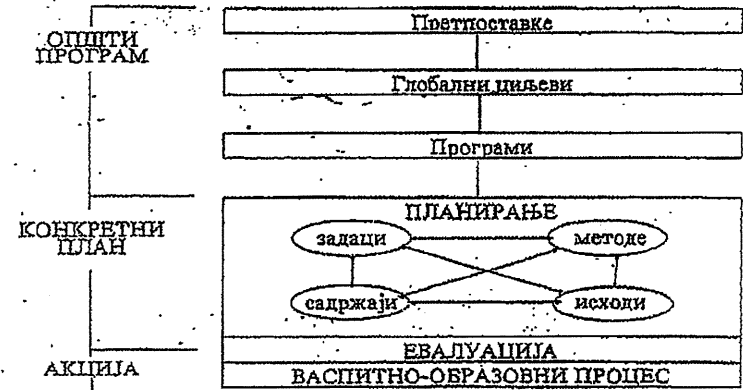 Претпоставке
ОПШТИ
ПРОГРАМ
Глобални циљеви
Програми
КОНКРЕТНИ
ПЛАН
ПЛАНИРАЊЕ
задаци
методе
садржаји
исходи
ЕВАЛУАЦИЈА
АКЦИЈА
ВАСПИТНО-ОБРАЗОВНИ ПРОЦЕС